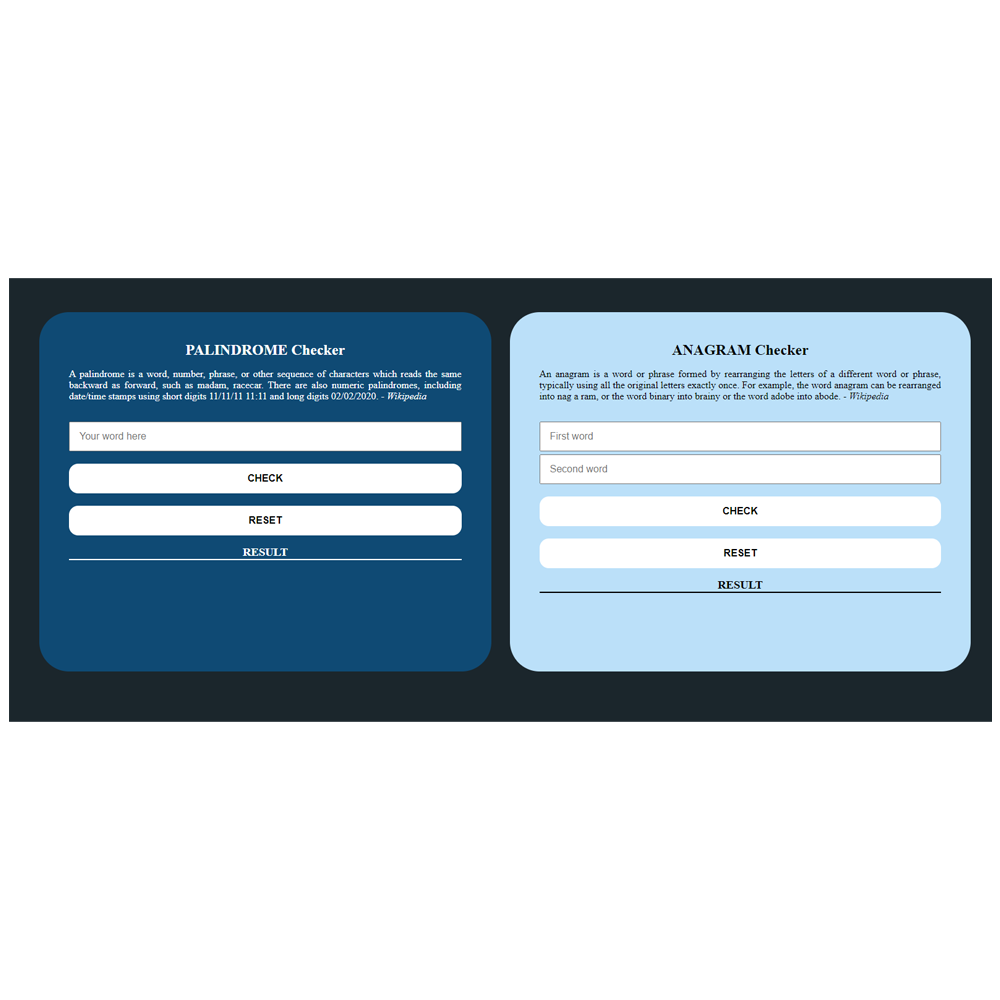 PALINDROME Checker
A palindrome is a word, number, phrase, or other sequence of characters which reads the same
backward as forward, such as madam, racecar. There are also numeric palindromes, including
date/time stamps using short digits 11/11/11 11:11 and long digits 02/02/2020. - Wikipedia
Your word here
CHECK
RESET
RESULT
ANAGRAM Checker
An anagram is a word or phrase formed by rearranging the letters of a different word or phrase,
typically using all the original letters exactly once. For example, the word anagram can be rearranged
into nag a ram, or the word binary into brainy or the word adobe into abode. - Wikipedia
First word
Second word
CHECK
RESET
RESULT